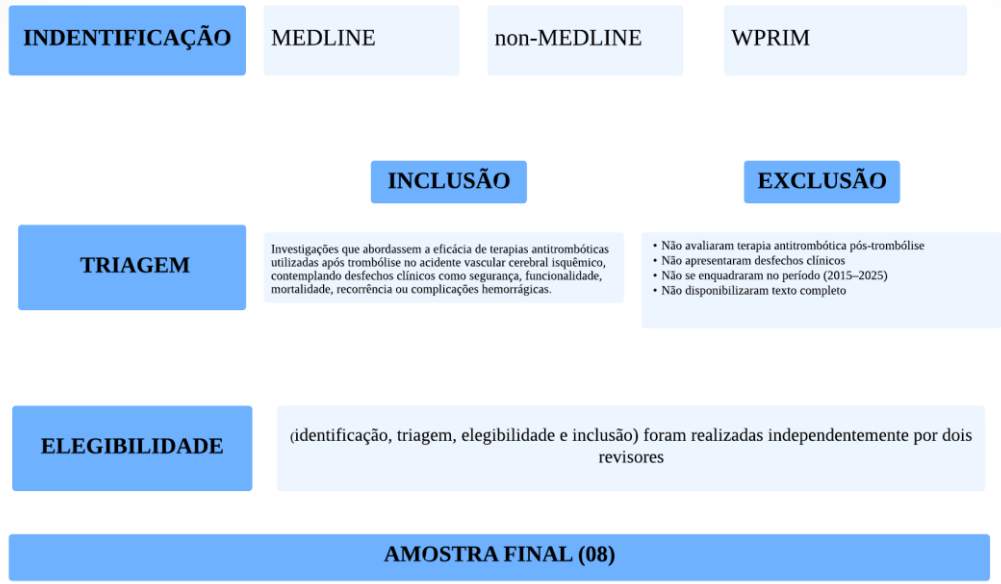 INDENTIFICAÇÃO
MEDLINE
non-MEDLINE
WPRIM
INCLUSÃO
EXCLUSÃO
TRIAGEM
Investigações que abordassem a eficácia de terapias antitrombóticas
utilizadas após trombólise no acidente vascular cerebral isquêmico,
contemplando desfechos clínicos como segurança, funcionalidade,
mortalidade, recorrência ou complicações hemorrágicas.
• Não avaliaram terapia antitrombótica pós-trombólise
• Não apresentaram desfechos clínicos
• Não se enquadraram no período (2015–2025)
• Não disponibilizaram texto completo
ELEGIBILIDADE
(identificação, triagem, elegibilidade e inclusão) foram realizadas independentemente por dois
revisores
AMOSTRA FINAL (08)